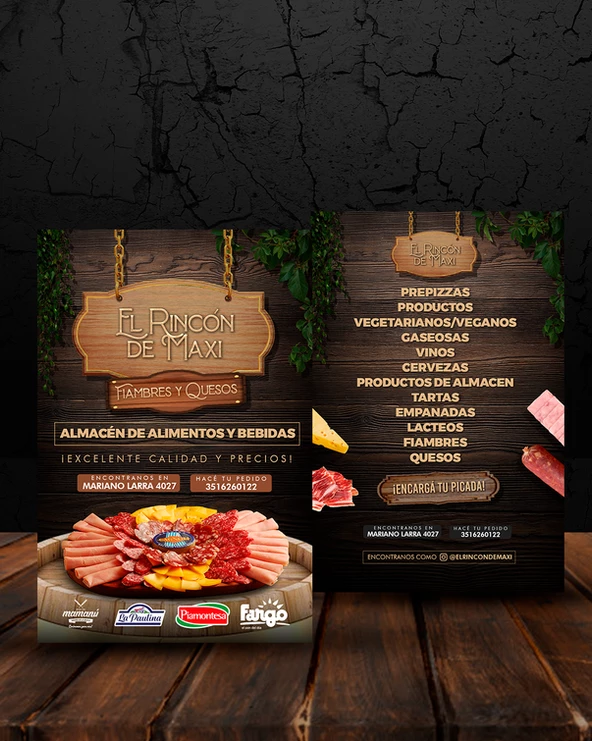 EL RINCÓN
DE MAXI
FIAMBRES Y QUESOS
ALMACÉN DE ALIMENTOS Y BEBIDAS
¡EXCELENTE CALIDAD Y PRECIOS!
ENCONTRANOS EN
MARIANO LARRA 4027
HACÉ TU PEDIDO
3516260122
mamanú
La Paulina
Piamontesa
Fargo
EL RINCÓN
DE MAXI
PREPIZZAS
PRODUCTOS
VEGETARIANOS/VEGANOS
GASEOSAS
VINOS
CERVEZAS
PRODUCTOS DE ALMACEN
TARTAS
EMPANADAS
LACTEOS
FIAMBRES
QUESOS
¡ENCARGÁ TU PICADA!
ENCONTRANOS EN
MARIANO LARRA 4027
HACÉ TU PEDIDO
3516260122
ENCONTRANOS COMO @ELRINCONDEMAXI